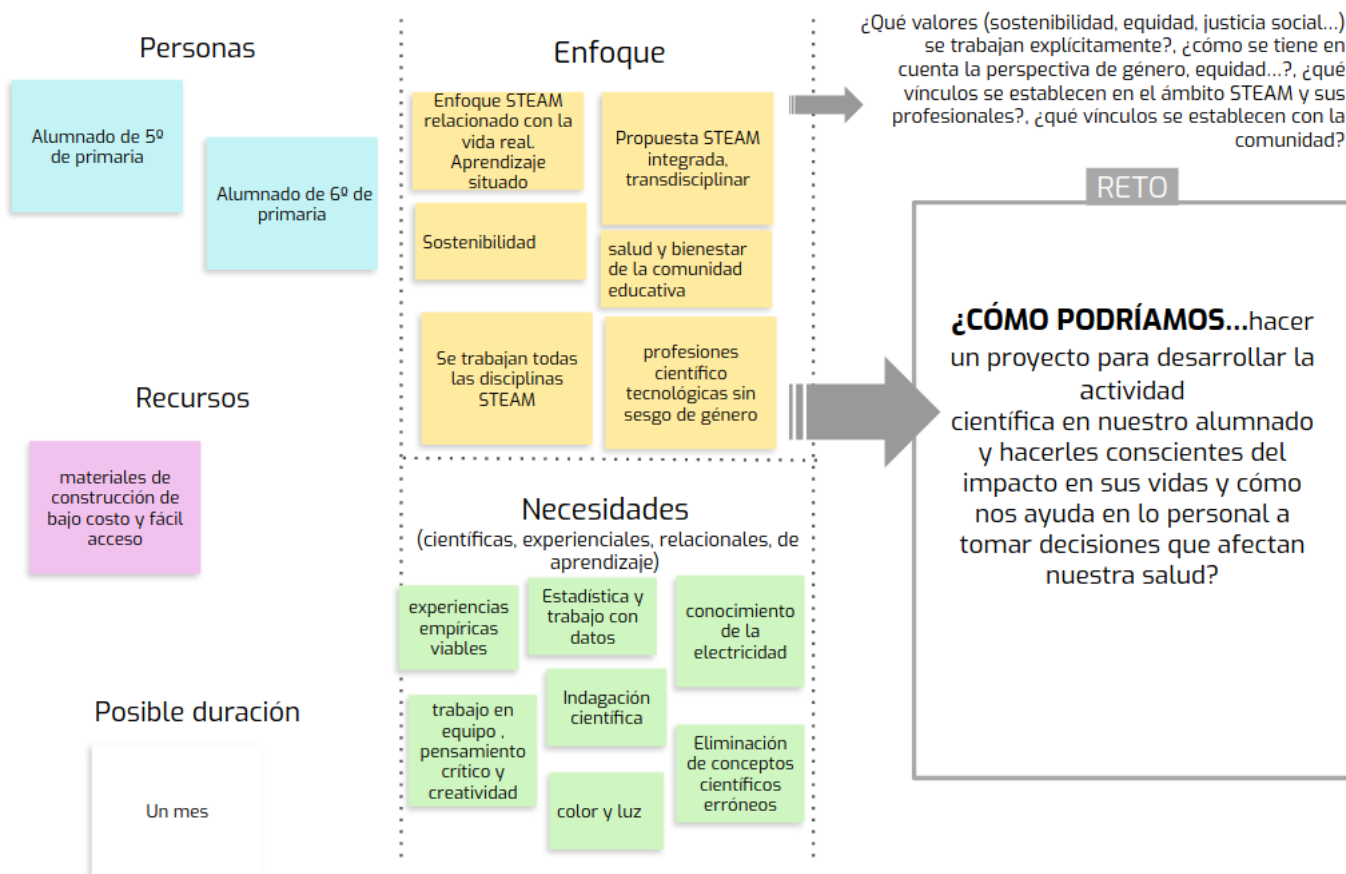 Personas
Alumnado de 5º
de primaria
Alumnado de 6º de
primaria
Recursos
materiales de
construcción de
bajo costo y fácil
acceso
Posible duración
Un mes
Enfoque
Enfoque STEAM
relacionado con la
vida real.
Aprendizaje
situado
Propuesta STEAM
integrada,
transdisciplinar
Sostenibilidad
salud y bienestar
de la comunidad
educativa
Se trabajan todas
las disciplinas
STEAM
profesiones
científico
tecnológicas sin
sesgo de género
Necesidades
(científicas, experienciales, relacionales, de
aprendizaje)
experiencias
empíricas
viables
Estadística y
trabajo con
datos
conocimiento
de la
electricidad
trabajo en
equipo ,
pensamiento
crítico y
creatividad
Indagación
científica
color y luz
Eliminación
de conceptos
científicos
erróneos
¿Qué valores (sostenibilidad, equidad, justicia social...)
se trabajan explícitamente?, ¿cómo se tiene en
cuenta la perspectiva de género, equidad...?, ¿qué
vínculos se establecen en el ámbito STEAM y sus
profesionales?, ¿qué vínculos se establecen con la
comunidad?
RETO
¿CÓMO PODRÍAMOS...hacer
un proyecto para desarrollar la
actividad
científica en nuestro alumnado
y hacerles conscientes del
impacto en sus vidas y cómo
nos ayuda en lo personal a
tomar decisiones que afectan
nuestra salud?